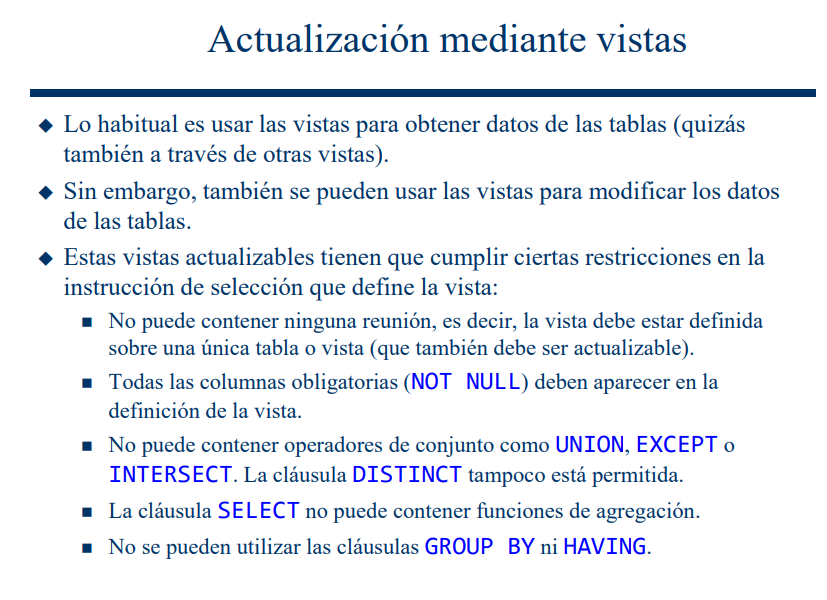 Actualización mediante vistas
Lo habitual es usar las vistas para obtener datos de las tablas (quizás
también a través de otras vistas).
Sin embargo, también se pueden usar las vistas para modificar los datos
de las tablas.
Estas vistas actualizables tienen que cumplir ciertas restricciones en la
instrucción de selección que define la vista:
No puede contener ninguna reunión, es decir, la vista debe estar definida
sobre una única tabla o vista (que también debe ser actualizable).
Todas las columnas obligatorias (NOT NULL) deben aparecer en la
definición de la vista.
No puede contener operadores de conjunto como UNION, EXCEPT o
INTERSECT. La cláusula DISTINCT tampoco está permitida.
La cláusula SELECT no puede contener funciones de agregación.
No se pueden utilizar las cláusulas GROUP BY ni HAVING.